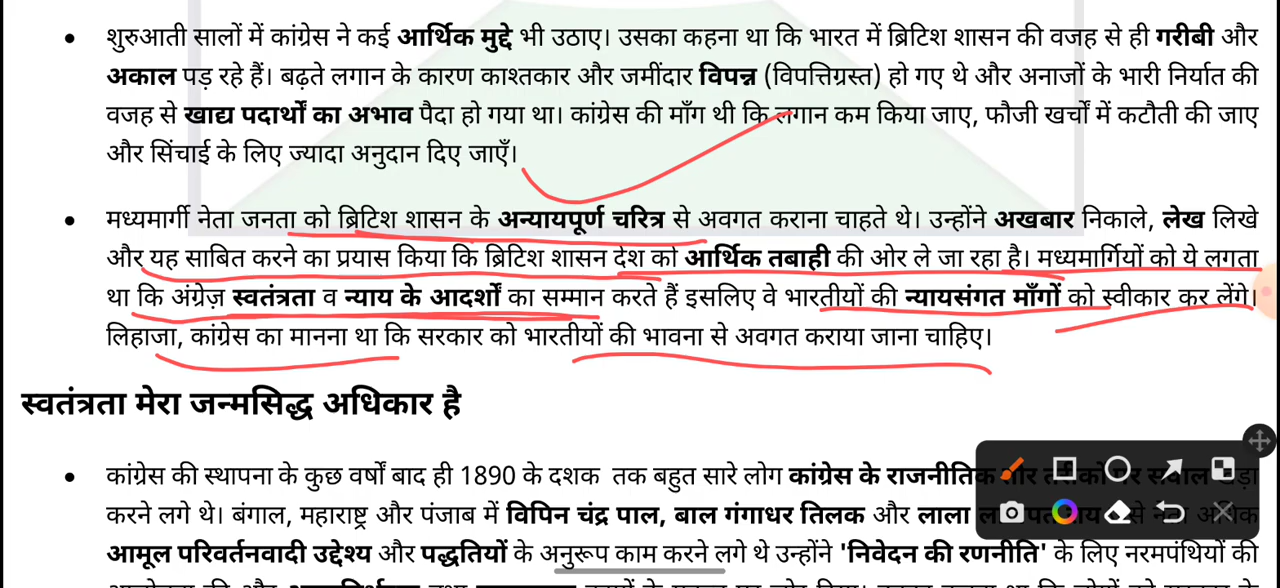 शुरुआती सालों में कांग्रेस ने कई आर्थिक मुद्दे भी उठाए। उसका कहना था कि भारत में ब्रिटिश शासन की वजह से ही गरीबी और
अकाल पड़ रहे हैं। बढ़ते लगान के कारण काश्तकार और जमींदार विपन्न (विपत्तिग्रस्त) हो गए थे और अनाजों के भारी निर्यात की
वजह से खाद्य पदार्थों का अभाव पैदा हो गया था। कांग्रेस की माँग थी कि लगान कम किया जाए, फौजी खर्चों में कटौती की जाए
और सिंचाई के लिए ज्यादा अनुदान दिए जाएँ।
मध्यमार्गी नेता जनता को ब्रिटिश शासन के अन्यायपूर्ण चरित्र से अवगत कराना चाहते थे। उन्होंने अखबार निकाले, लेख लिखे
और यह साबित करने का प्रयास किया कि ब्रिटिश शासन देश को आर्थिक तबाही की ओर ले जा रहा है। मध्यमार्गियों को ये लगता
था कि अंग्रेज़ स्वतंत्रता व न्याय के आदर्शों का सम्मान करते हैं इसलिए वे भारतीयों की न्यायसंगत माँगों को स्वीकार कर लेंगे।
लिहाजा, कांग्रेस का मानना था कि सरकार को भारतीयों की भावना से अवगत कराया जाना चाहिए।
स्वतंत्रता मेरा जन्मसिद्ध अधिकार है
कांग्रेस की स्थापना के कुछ वर्षों बाद ही 1890 के दशक तक बहुत सारे लोग कांग्रेस के राजनीतिक
करने लगे थे। बंगाल, महाराष्ट्र और पंजाब में विपिन चंद्र पाल, बाल गंगाधर तिलक और लाला
आमूल परिवर्तनवादी उद्देश्य और पद्धतियों के अनुरूप काम करने लगे थे उन्होंने 'निवेदन की रणनीति' के लिए नरमपंथियों की